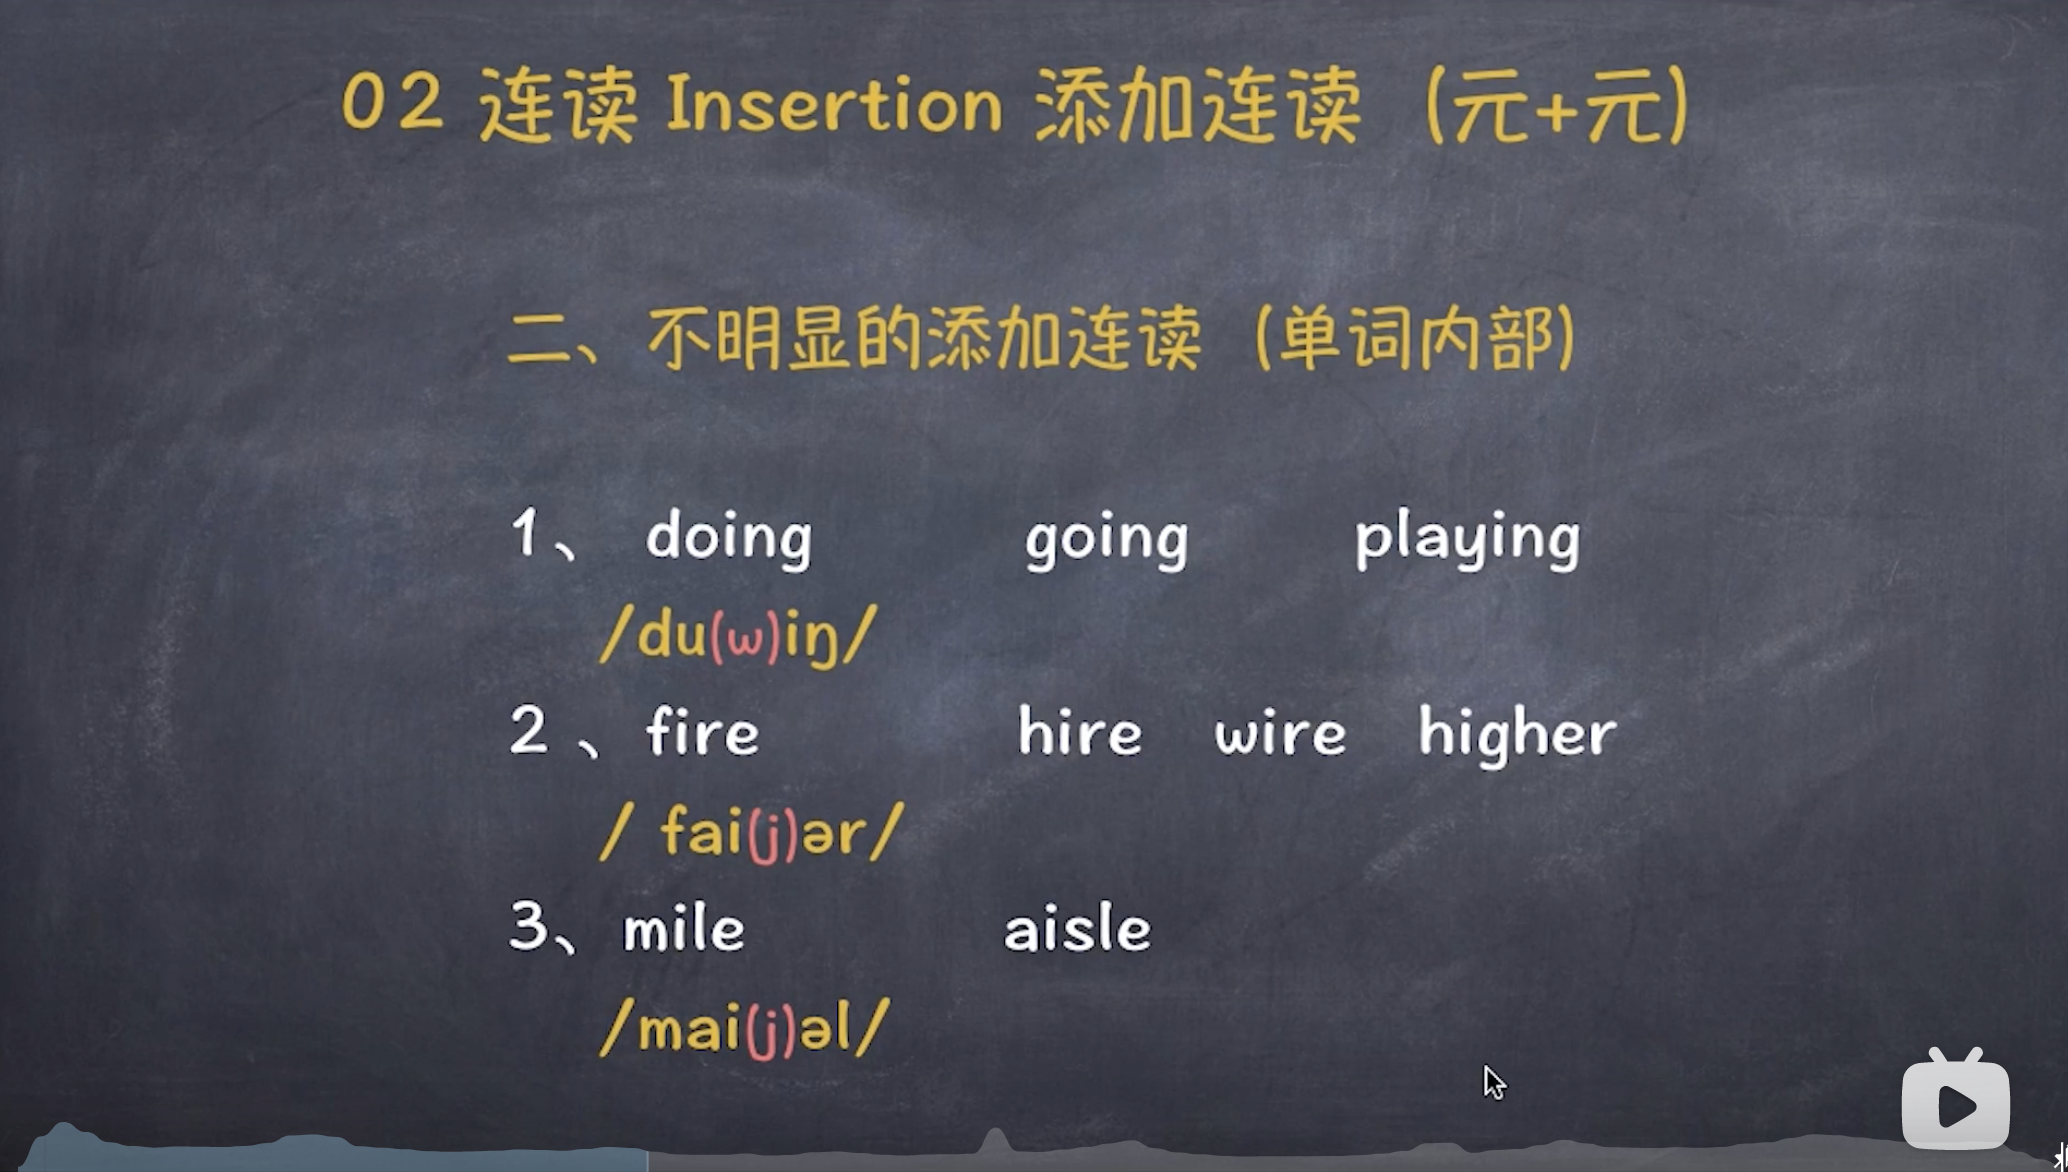 02 连读 Insertion 添加连读（元+元）
二、不明显的添加连读（单词内部）
1、 doing going playing
/du(w)iŋ/
2、 fire hire wire higher
/ fai(j)ər/
3、 mile aisle
/mai(j)əl/